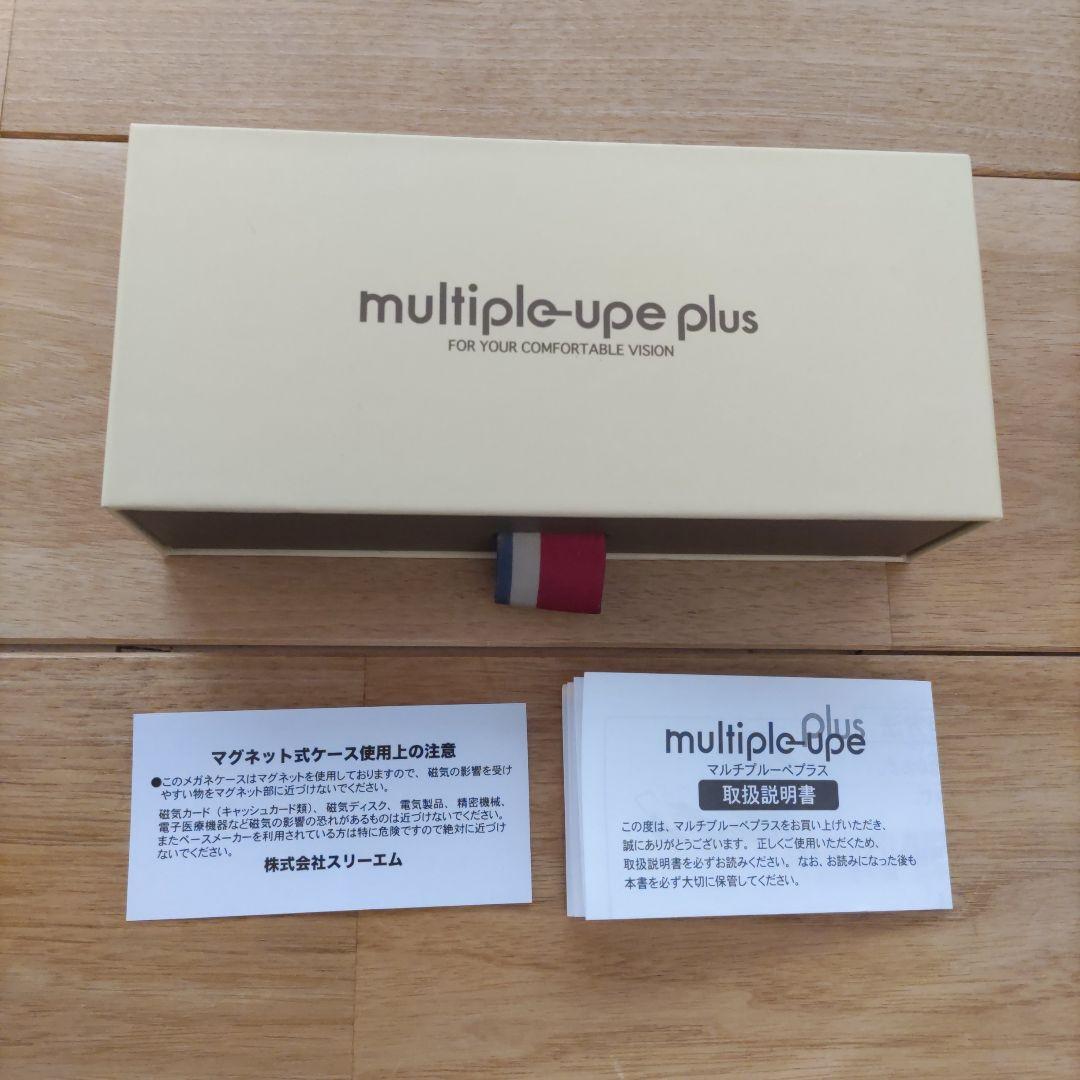 multiple-upe plus
FOR YOUR COMFORTABLE VISION
マグネット式ケース使用上の注意
●このメガネケースはマグネットを使用しておりますので、磁気の影響を受け
やすい物をマグネット部に近づけないでください。
磁気カード（キャッシュカード類）、磁気ディスク、電気製品、精密機械、
電子医療機器など磁気の影響の恐れがあるものは近づけないでください。
またペースメーカーを利用されている方は特に危険ですので絶対に近づけ
ないでください。
株式会社スリーエム
plus
multiple-upe
マルチプルーペプラス
取扱説明書
この度は、マルチプルーペプラスをお買い上げいただき、
誠にありがとうございます。正しくご使用いただくため、
取扱説明書を必ずお読みください。なお、お読みになった後も
本書を必ず大切に保管してください。